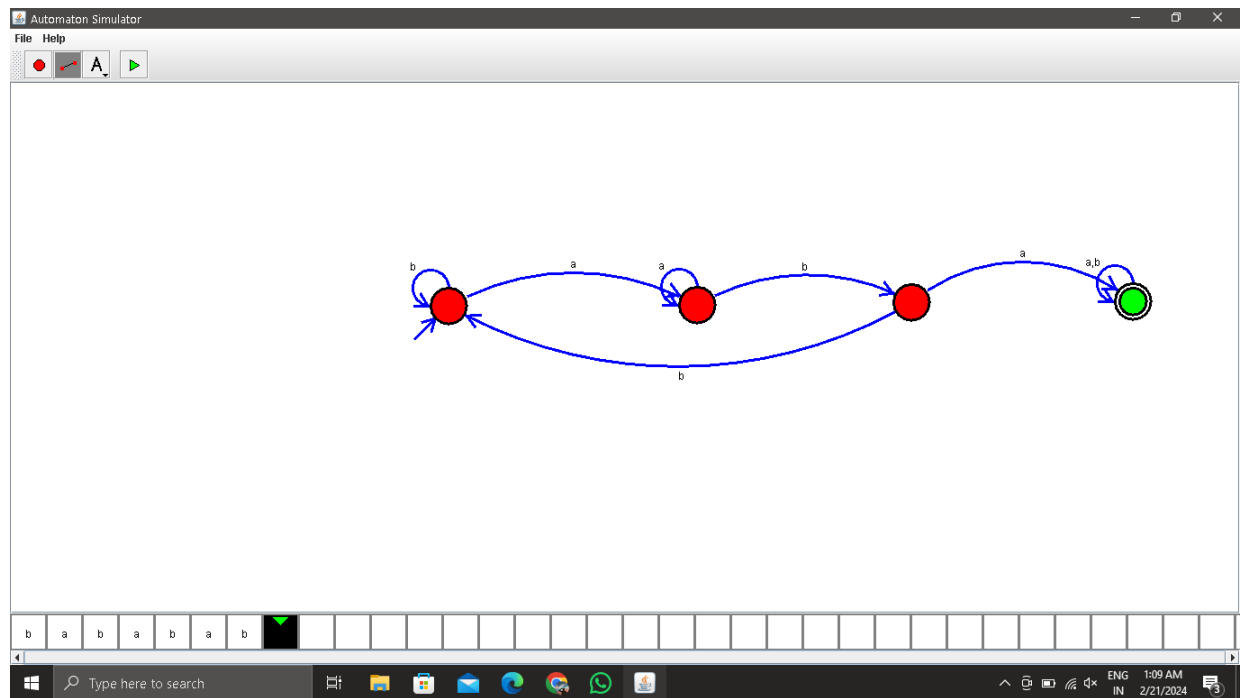 Automaton Simulator
File Help
A
a
b a a b a,b
b
b a b a b a b
Type here to search
ENG 1:09 AM
IN 2/21/2024
3